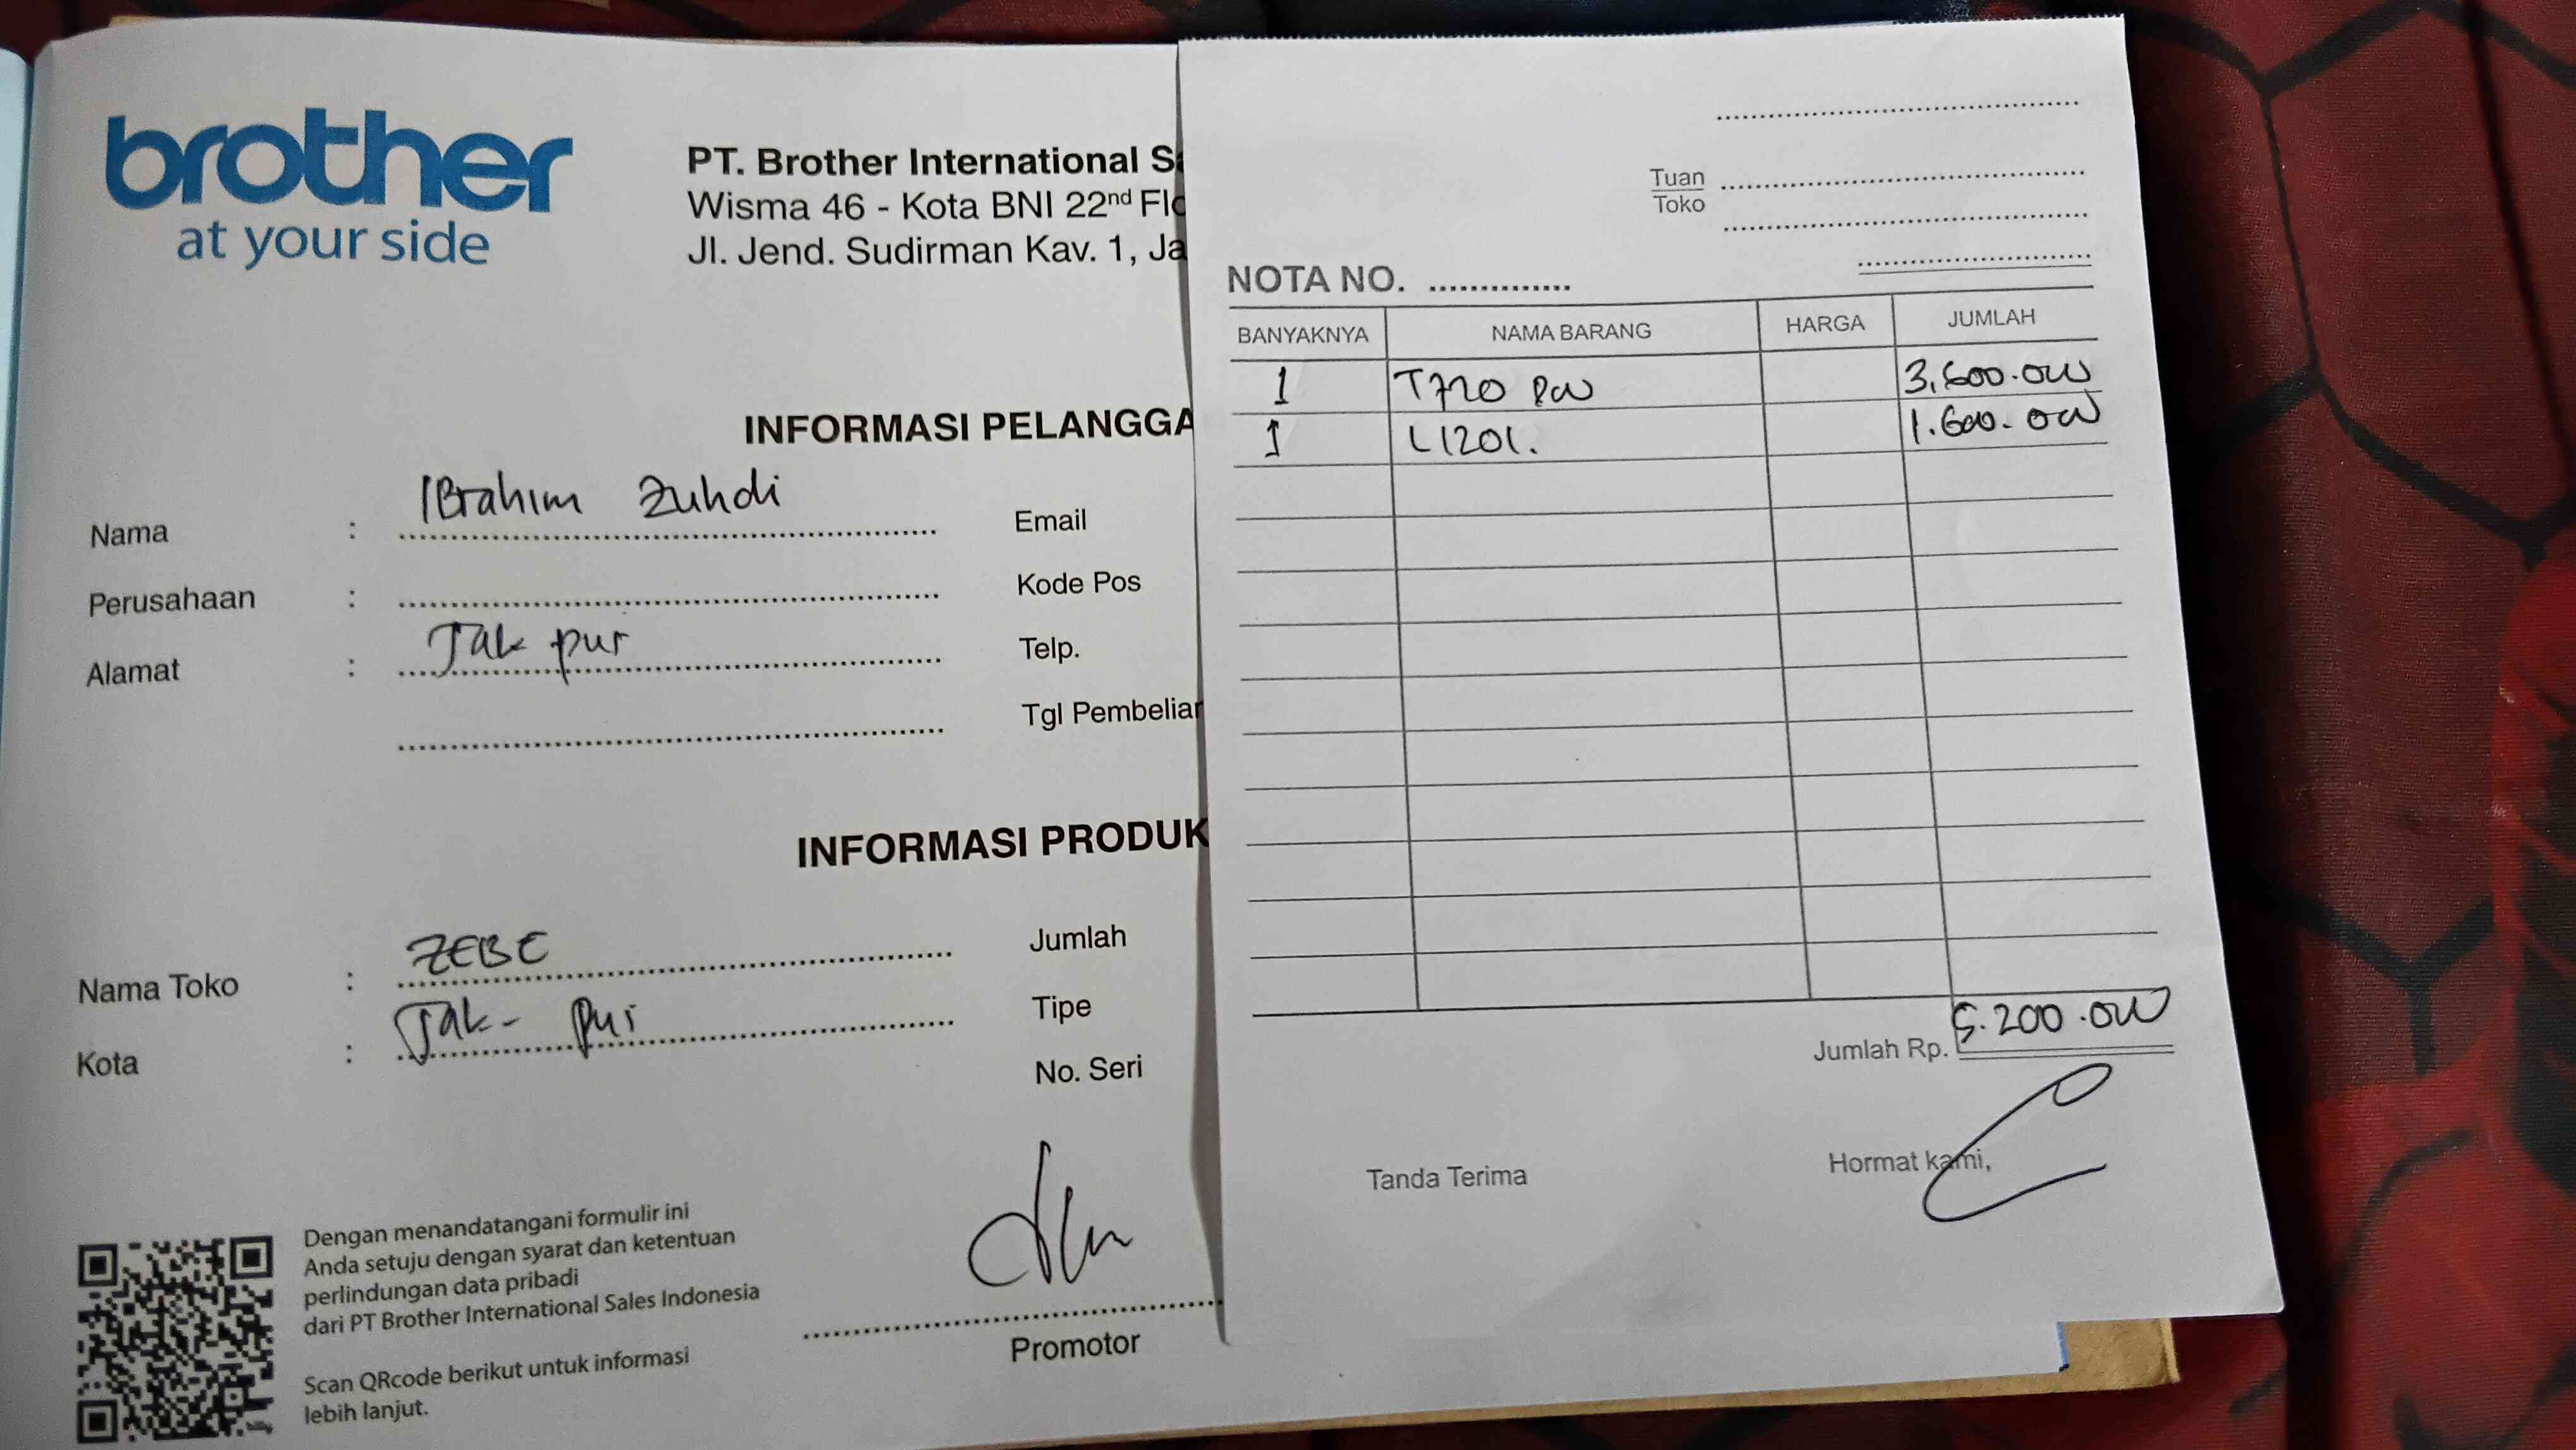 brother
at your side
PT. Brother International Sa
Wisma 46 - Kota BNI 22nd Flo
Jl. Jend. Sudirman Kav. 1, Ja
INFORMASI PELANGGA
Nama : IBrahim Zuhdi
Email
Perusahaan :
Kode Pos
Alamat : Jak pur
Telp.
Tgl Pembelian
INFORMASI PRODUK
Nama Toko : ZEBE
Jumlah
Kota : Jak- pur
Tipe
No. Seri
Dengan menandatangani formulir ini
Anda setuju dengan syarat dan ketentuan
perlindungan data pribadi
dari PT Brother International Sales Indonesia
Scan QRcode berikut untuk informasi
lebih lanjut.
Promotor
Tuan
Toko
NOTA NO.
BANYAKNYA NAMA BARANG HARGA JUMLAH
1 T720 DW 3.600.000
1 L1201. 1.600.000
Jumlah Rp. 5.200.000
Tanda Terima
Hormat kami,